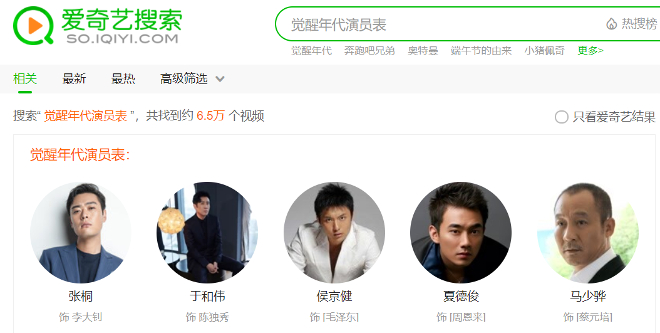 爱奇艺搜索
SO.IQIYI.COM
觉醒年代演员表
热搜榜
觉醒年代 奔跑吧兄弟 奥特曼 端午节的由来 小猪佩奇 更多>
相关 最新 最热 高级筛选
搜索“觉醒年代演员表”，共找到约 6.5万 个视频
只看爱奇艺结果
觉醒年代演员表：
张桐 于和伟 侯京健 夏德俊 马少骅
饰 李大钊 饰 陈独秀 饰 [毛泽东] 饰 [周恩来] 饰 [蔡元培]